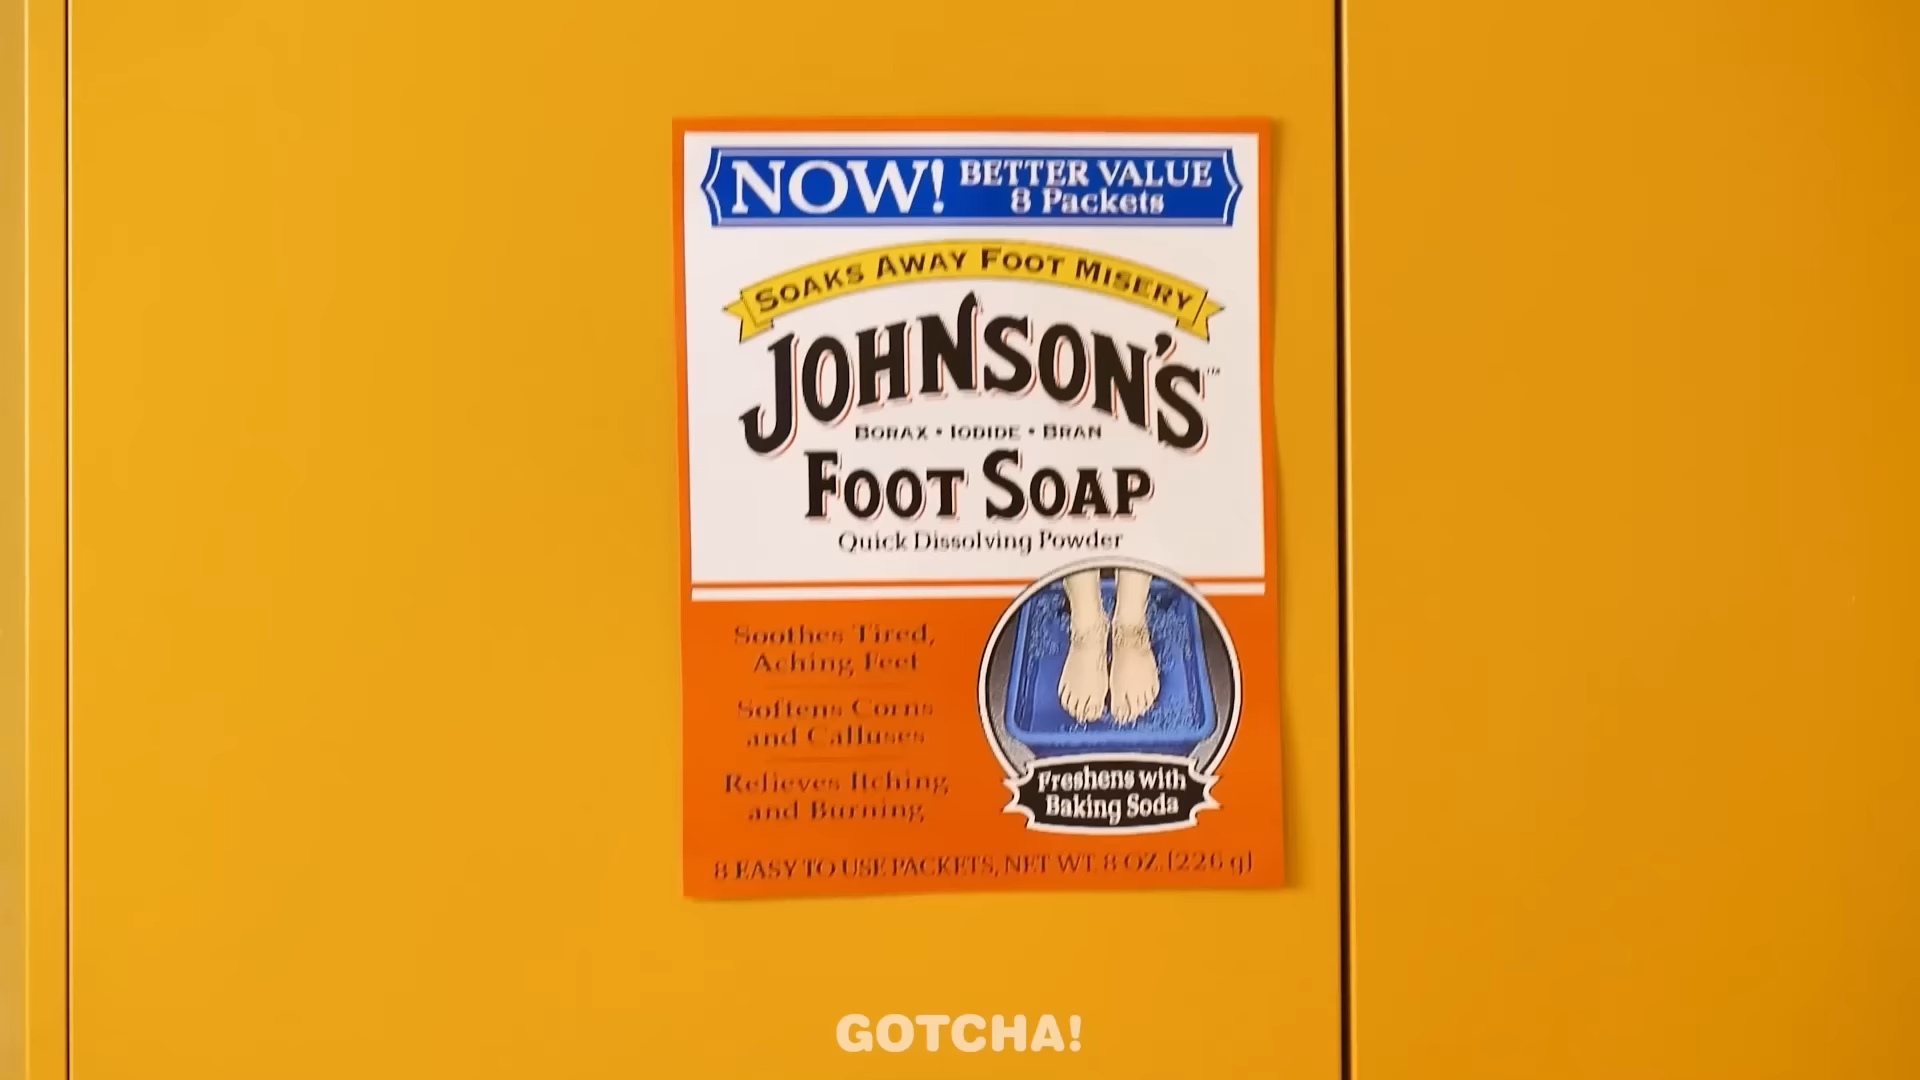 NOW! BETTER VALUE
8 Packets
SOAKS AWAY FOOT MISERY
JOHNSON'S™
BORAX • IODIDE • BRAN
FOOT SOAP
Quick Dissolving Powder
Soothes Tired,
Aching Feet
Softens Corns
and Calluses
Relieves Itching
and Burning
Freshens with
Baking Soda
8 EASY TO USE PACKETS, NET WT. 8 OZ. (226 g)
GOTCHA!